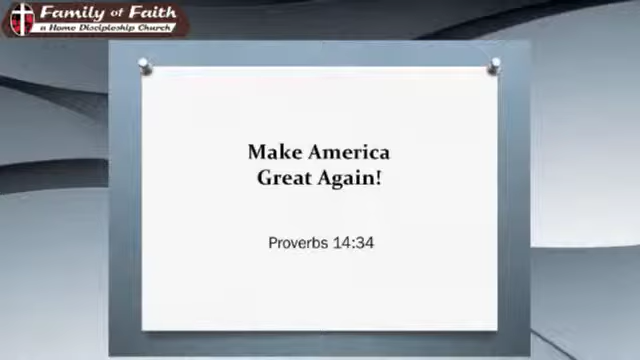 Family of Faith
a Home Discipleship Church
Make America
Great Again!
Proverbs 14:34